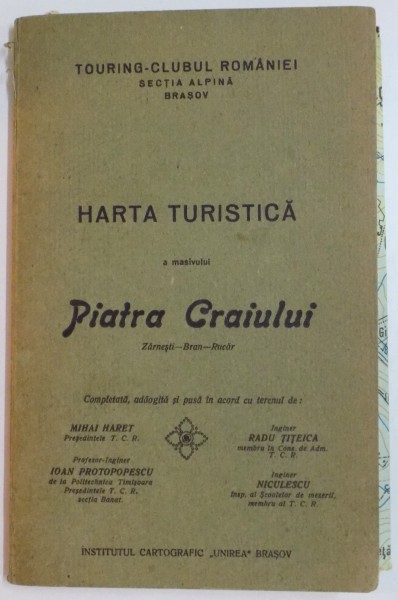 TOURING-CLUBUL ROMÂNIEI
SECȚIA ALPINĂ
BRASOV
HARTA TURISTICĂ
a masivului
Piatra Craiului
Zărnești—Bran—Rucăr
Completată, adăogită și pusă în acord cu terenul de :
MIHAI HARET
Președintele T. C. R.
Profesor-Inginer
IOAN PROTOPOPESCU
de la Politechnica Timișoara
Președintele T. C. R.
secția Banat.
Inginer
RADU ȚIȚEICA
membru în Cons. de Adm.
T. C. R.
Inginer
NICULESCU
Insp. al Școlilor de meserii,
membru al T. C. R.
INSTITUTUL CARTOGRAFIC „UNIREA" BRAȘOV